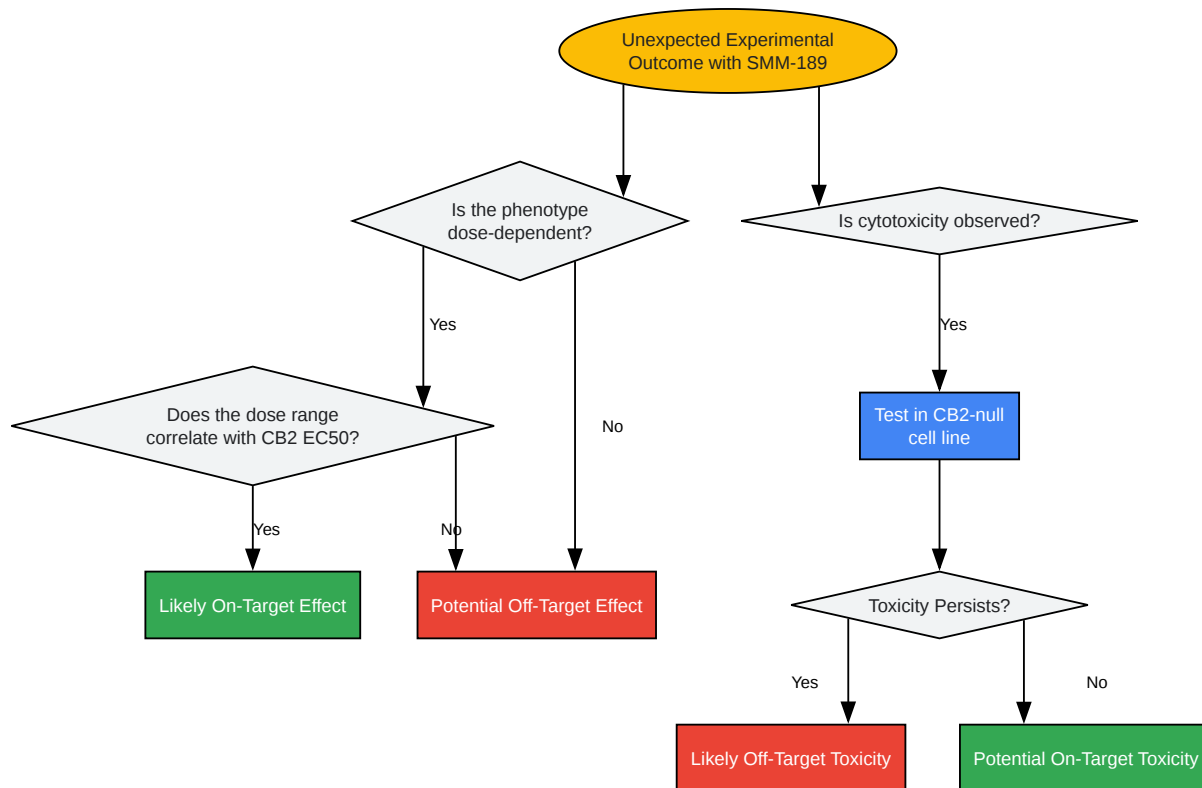 Unexpected Experimental
Outcome with SMM-189
Is the phenotype
dose-dependent?
Is cytotoxicity observed?
Yes
Yes
Does the dose range
correlate with CB2 EC50?
Test in CB2-null
cell line
No
Yes
No
Likely On-Target Effect
Potential Off-Target Effect
Toxicity Persists?
Yes
No
Likely Off-Target Toxicity
Potential On-Target Toxicity